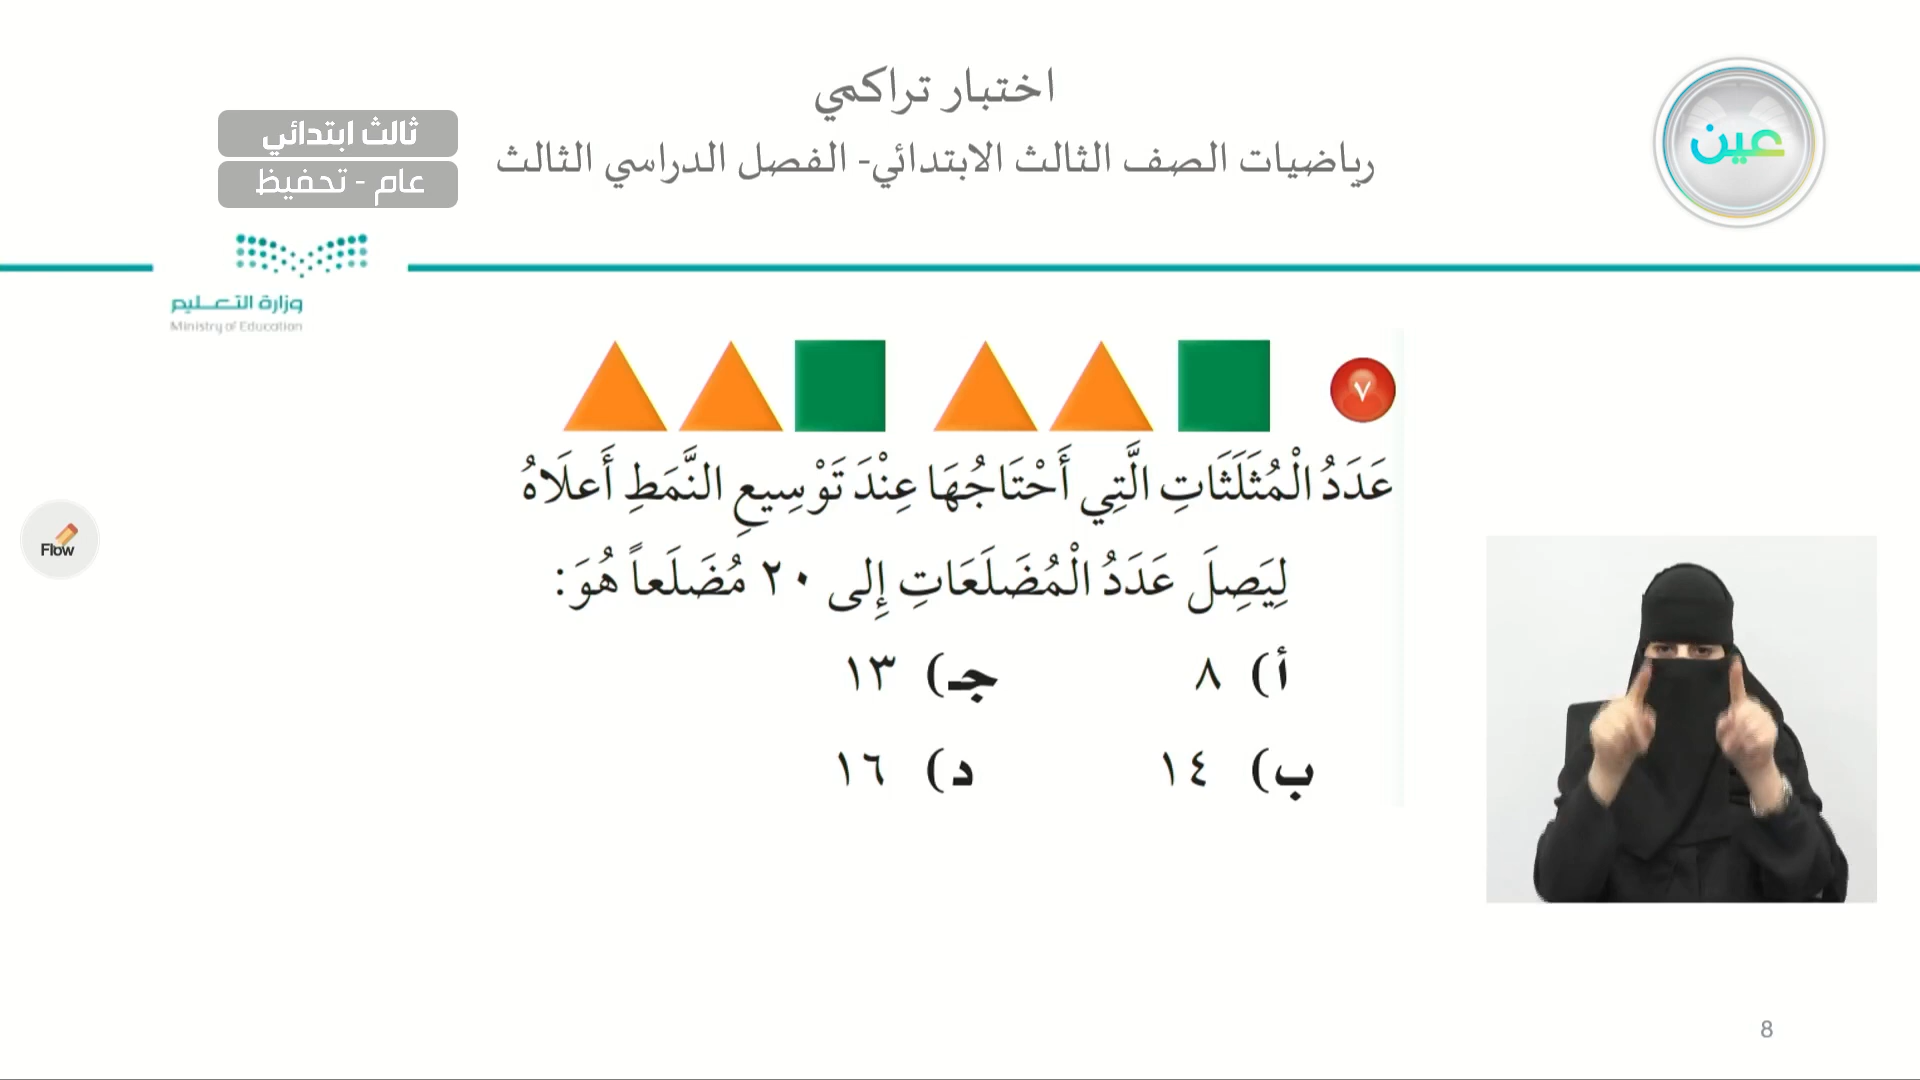 اختبار تراكمي
رياضيات الصف الثالث الابتدائي- الفصل الدراسي الثالث
ثالث ابتدائي
عام - تحفيظ
عين
وزارة التعليم
Ministry of Education
٧
عَدَدُ الْمُثَلَثَاتِ الَّتِي أَحْتَاجُهَا عِنْدَ تَوْسِيعِ النَّمَطِ أَعلَاهُ
لِيَصِلَ عَدَدُ الْمُضَلَعَاتِ إِلى ٢٠ مُضَلَعاً هُوَ:
أ) ٨ جـ) ١٣
ب) ١٤ د) ١٦
Flow
8